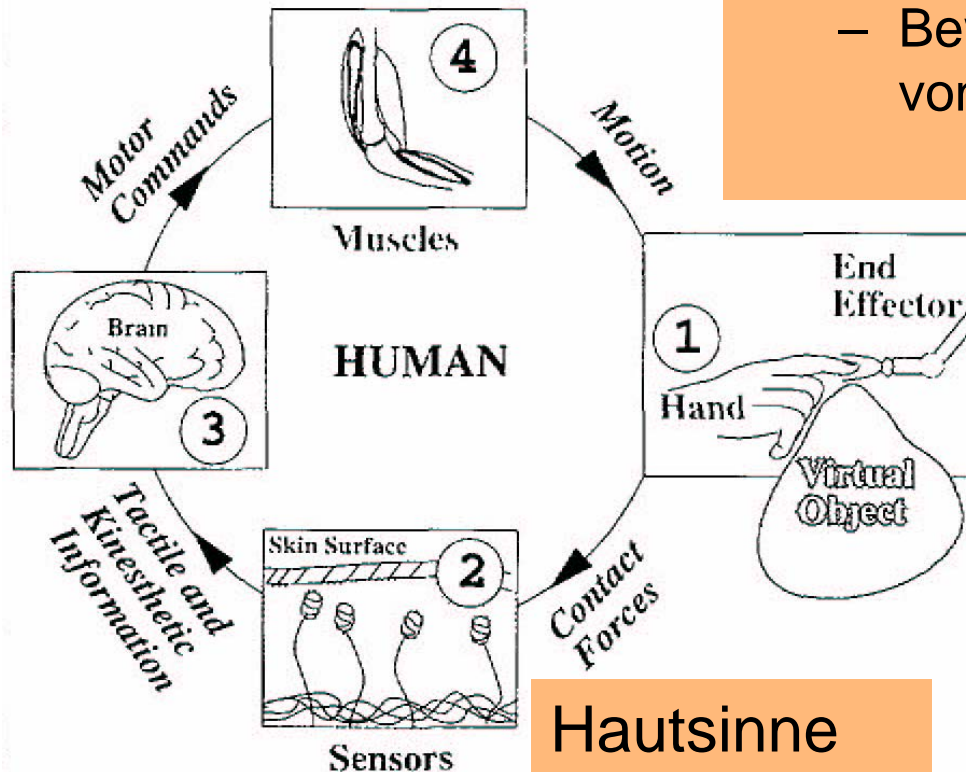 – Be
vor
4
Motor
Commands
Motion
Muscles
End
Effector
Brain
HUMAN
1
Hand
3
Virtual
Object
Tactile and
Kinesthetic
Information
Skin Surface
2
Contact
Forces
Hautsinne
Sensors